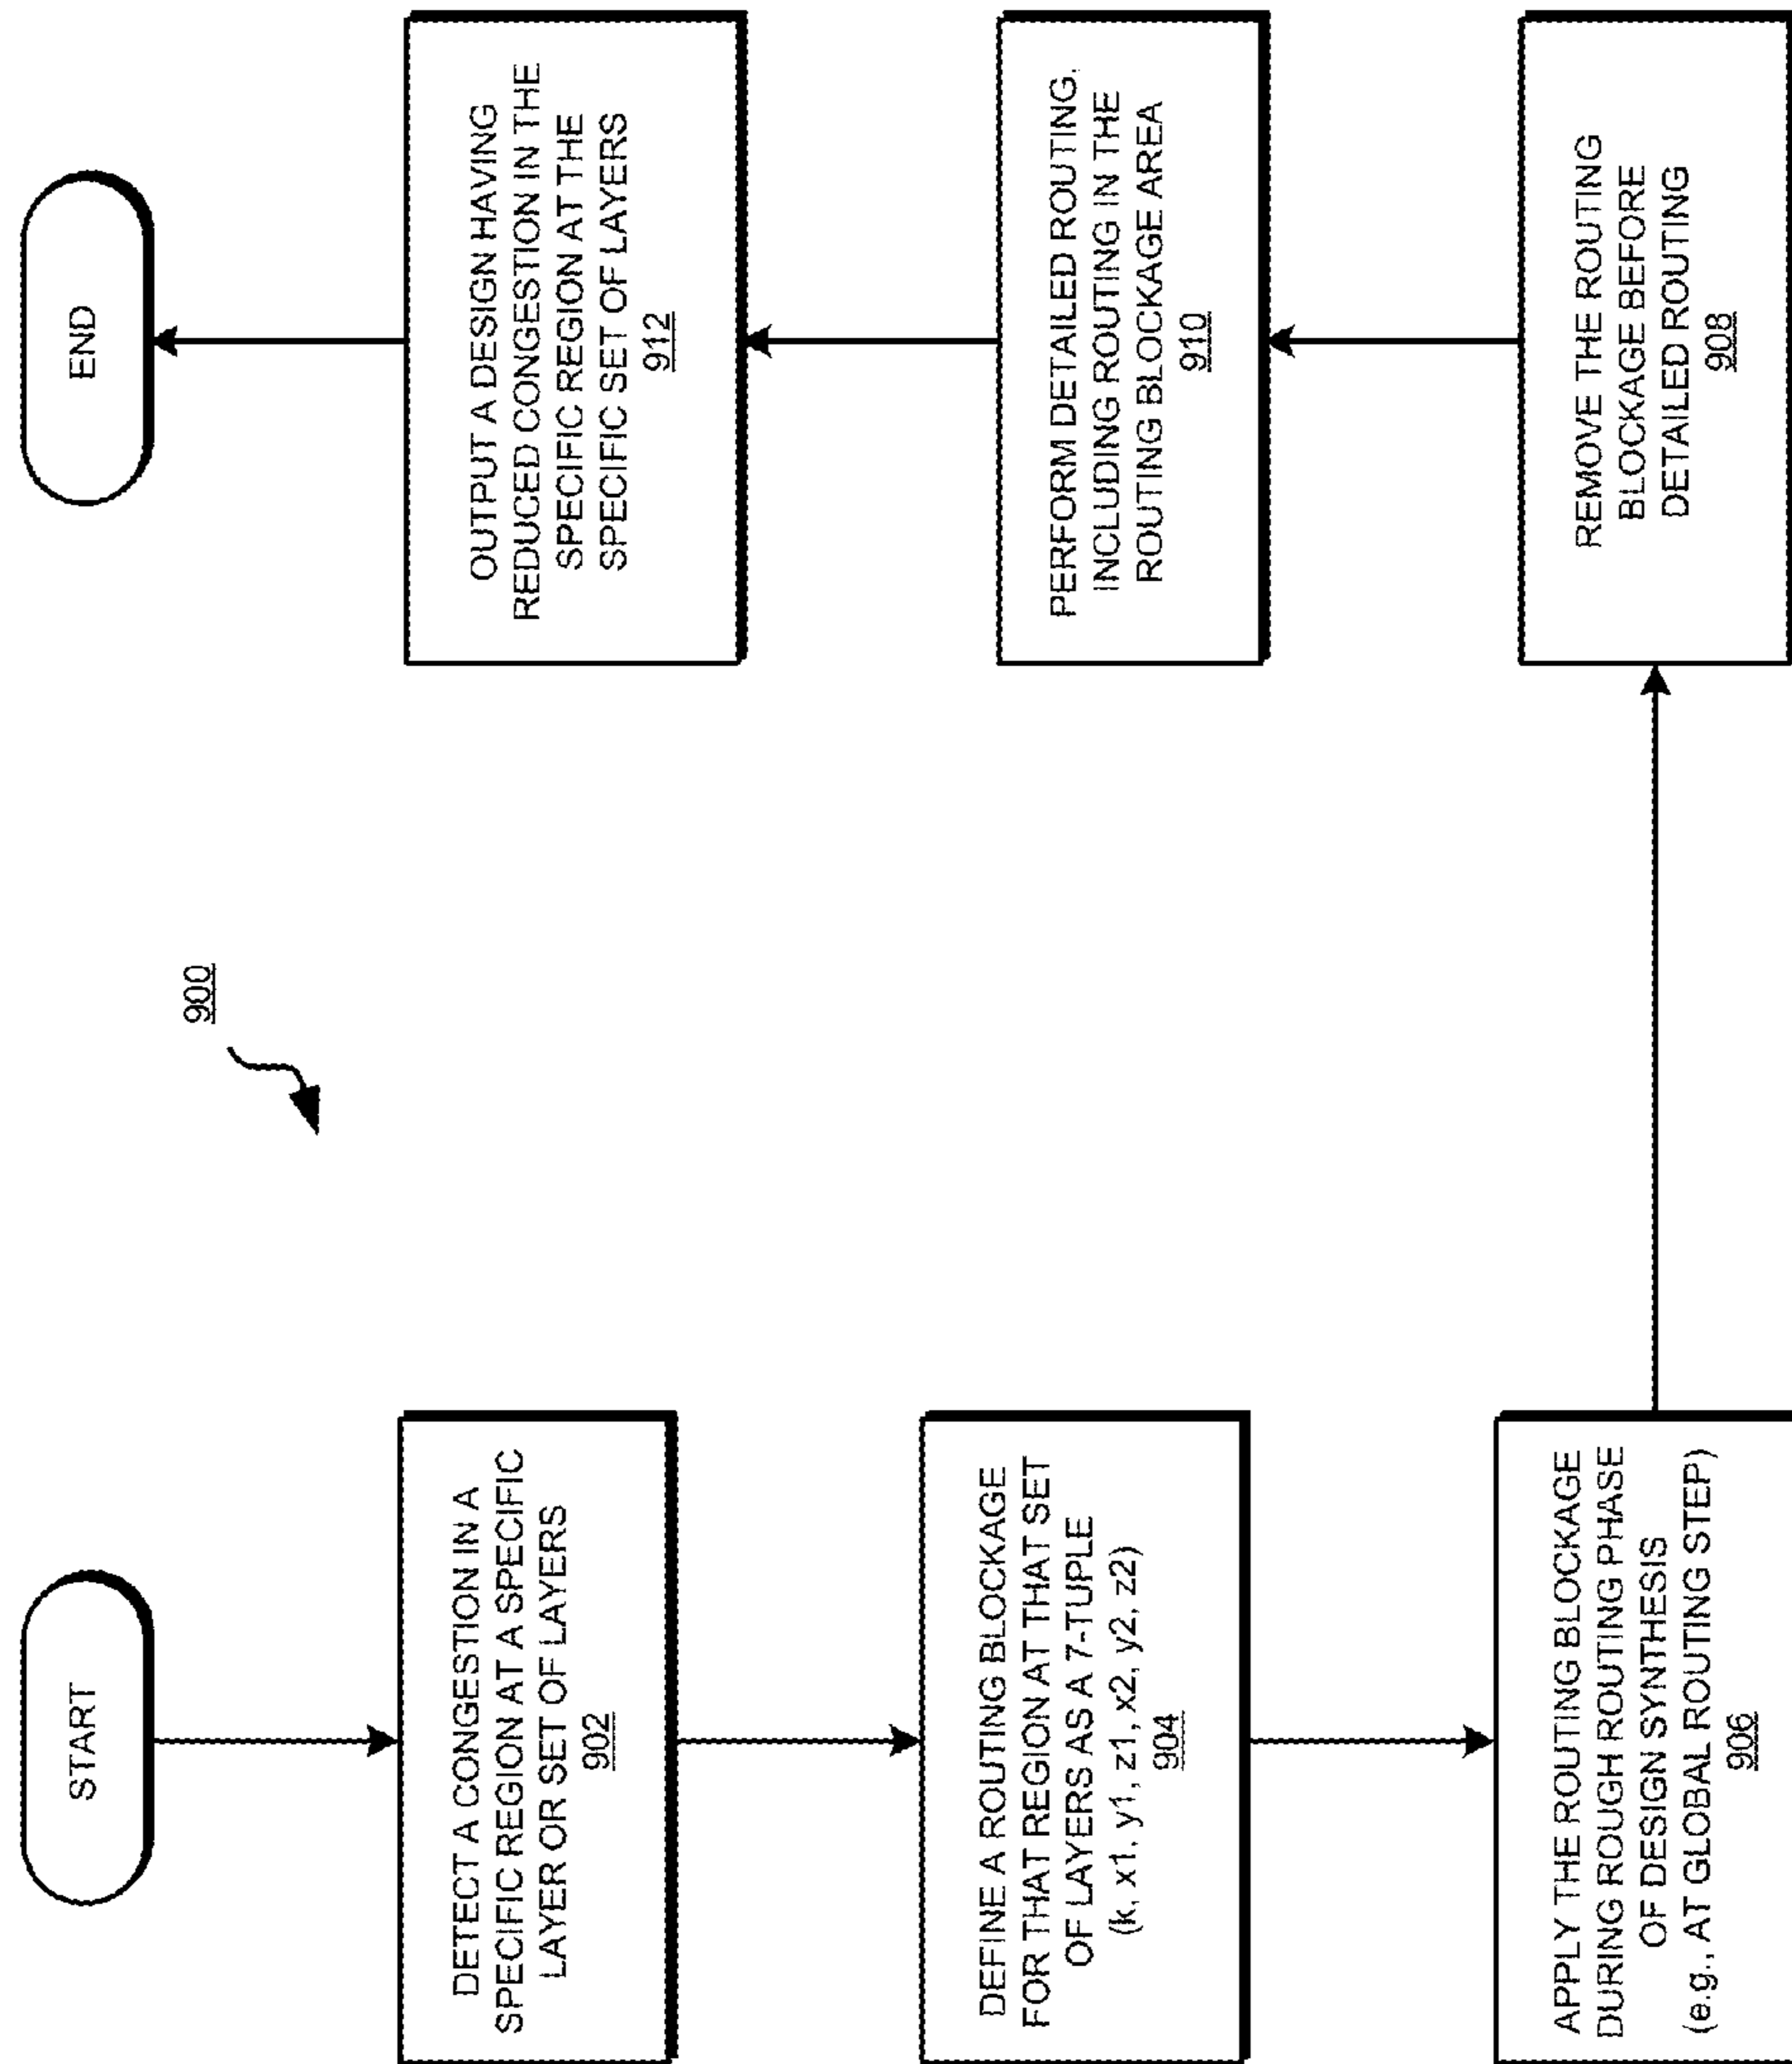 900
START
DETECT A CONGESTION IN A
SPECIFIC REGION AT A SPECIFIC
LAYER OR SET OF LAYERS
902
DEFINE A ROUTING BLOCKAGE
FOR THAT REGION AT THAT SET
OF LAYERS AS A 7-TUPLE
(k, x1, y1, z1, x2, y2, z2)
904
APPLY THE ROUTING BLOCKAGE
DURING ROUGH ROUTING PHASE
OF DESIGN SYNTHESIS
(e.g., AT GLOBAL ROUTING STEP)
906
REMOVE THE ROUTING
BLOCKAGE BEFORE
DETAILED ROUTING
908
PERFORM DETAILED ROUTING,
INCLUDING ROUTING IN THE
ROUTING BLOCKAGE AREA
910
OUTPUT A DESIGN HAVING
REDUCED CONGESTION IN THE
SPECIFIC REGION AT THE
SPECIFIC SET OF LAYERS
912
END